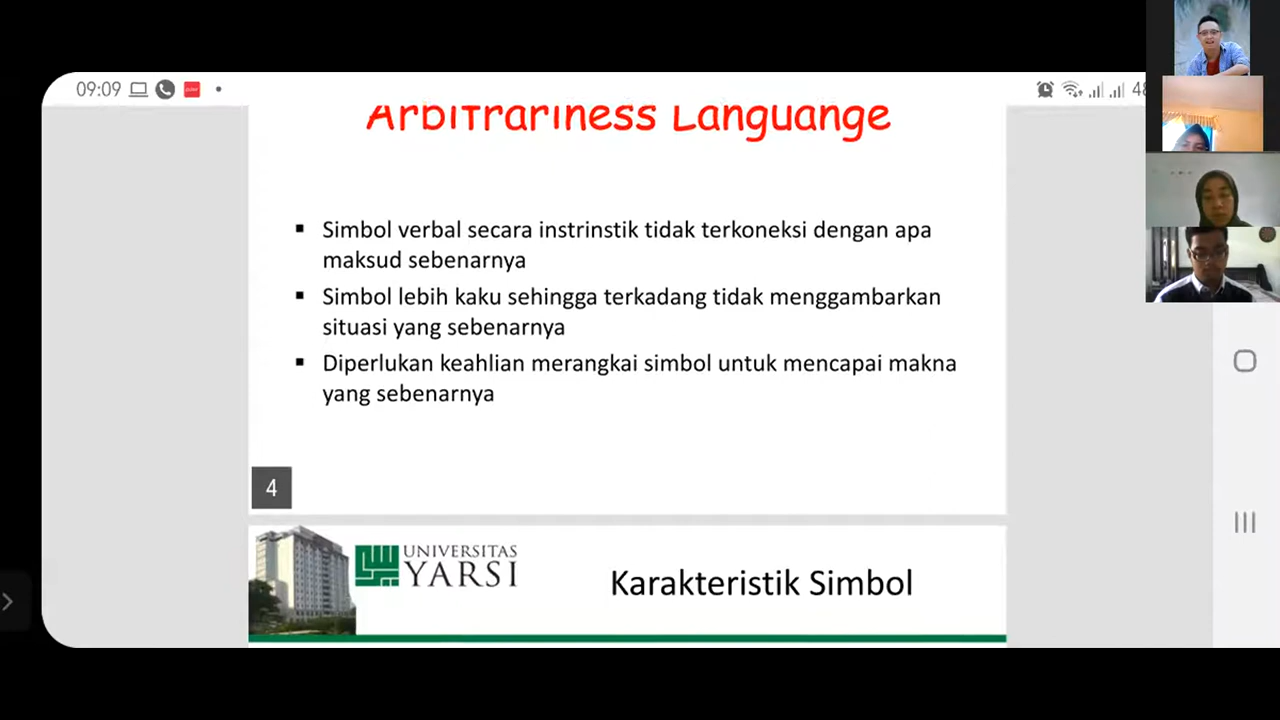 09:09
48
Arbitrariness Languange
▪ Simbol verbal secara instrinstik tidak terkoneksi dengan apa
maksud sebenarnya
▪ Simbol lebih kaku sehingga terkadang tidak menggambarkan
situasi yang sebenarnya
▪ Diperlukan keahlian merangkai simbol untuk mencapai makna
yang sebenarnya
4
UNIVERSITAS
YARSI
Karakteristik Simbol